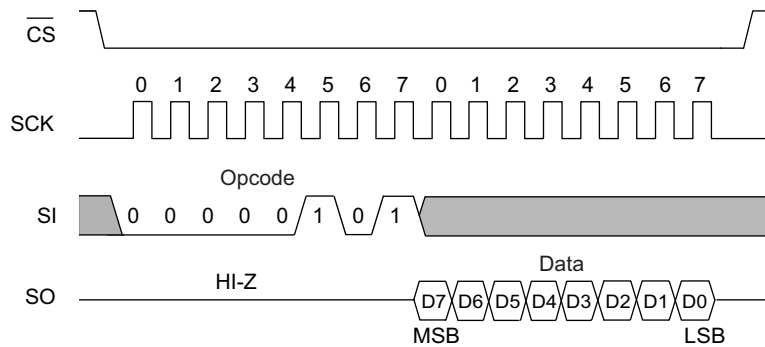 CS
0 1 2 3 4 5 6 7 0 1 2 3 4 5 6 7
SCK
Opcode
SI 0 0 0 0 0 1 0 1
HI-Z Data
SO D7 D6 D5 D4 D3 D2 D1 D0
MSB LSB